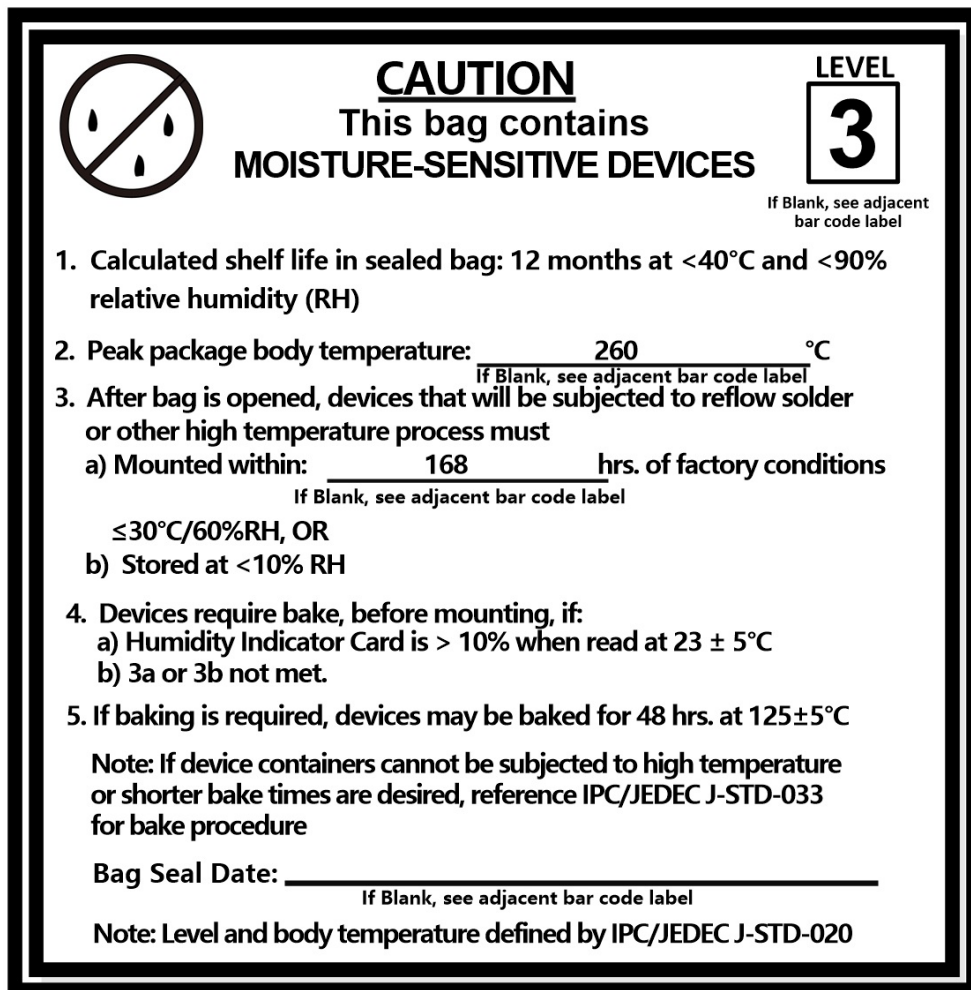 CAUTION
This bag contains
MOISTURE-SENSITIVE DEVICES
LEVEL
3
If Blank, see adjacent
bar code label
1. Calculated shelf life in sealed bag: 12 months at <40°C and <90%
relative humidity (RH)
2. Peak package body temperature: 260 °C
If Blank, see adjacent bar code label
3. After bag is opened, devices that will be subjected to reflow solder
or other high temperature process must
a) Mounted within: 168 hrs. of factory conditions
If Blank, see adjacent bar code label
≤30°C/60%RH, OR
b) Stored at <10% RH
4. Devices require bake, before mounting, if:
a) Humidity Indicator Card is > 10% when read at 23 ± 5°C
b) 3a or 3b not met.
5. If baking is required, devices may be baked for 48 hrs. at 125±5°C
Note: If device containers cannot be subjected to high temperature
or shorter bake times are desired, reference IPC/JEDEC J-STD-033
for bake procedure
Bag Seal Date:
If Blank, see adjacent bar code label
Note: Level and body temperature defined by IPC/JEDEC J-STD-020